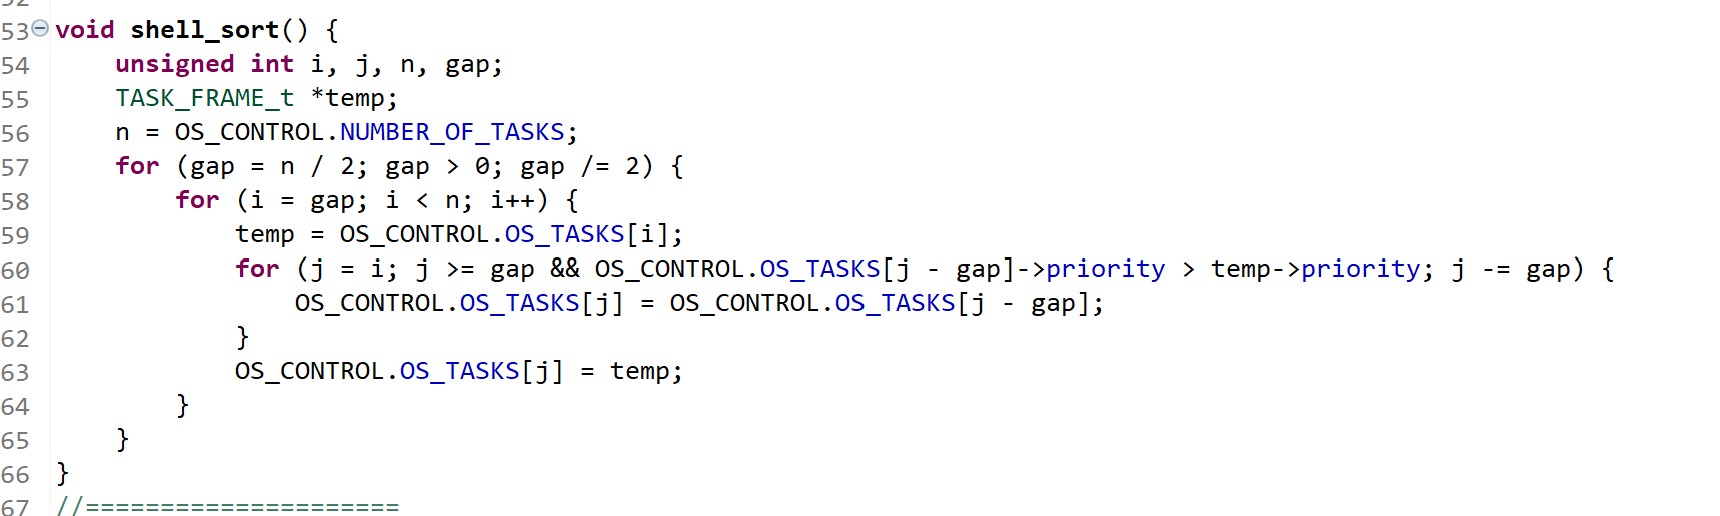 52
53 void shell_sort() {
54 unsigned int i, j, n, gap;
55 TASK_FRAME_t *temp;
56 n = OS_CONTROL.NUMBER_OF_TASKS;
57 for (gap = n / 2; gap > 0; gap /= 2) {
58 for (i = gap; i < n; i++) {
59 temp = OS_CONTROL.OS_TASKS[i];
60 for (j = i; j >= gap && OS_CONTROL.OS_TASKS[j - gap]->priority > temp->priority; j -= gap) {
61 OS_CONTROL.OS_TASKS[j] = OS_CONTROL.OS_TASKS[j - gap];
62 }
63 OS_CONTROL.OS_TASKS[j] = temp;
64 }
65 }
66 }
67 //=====================